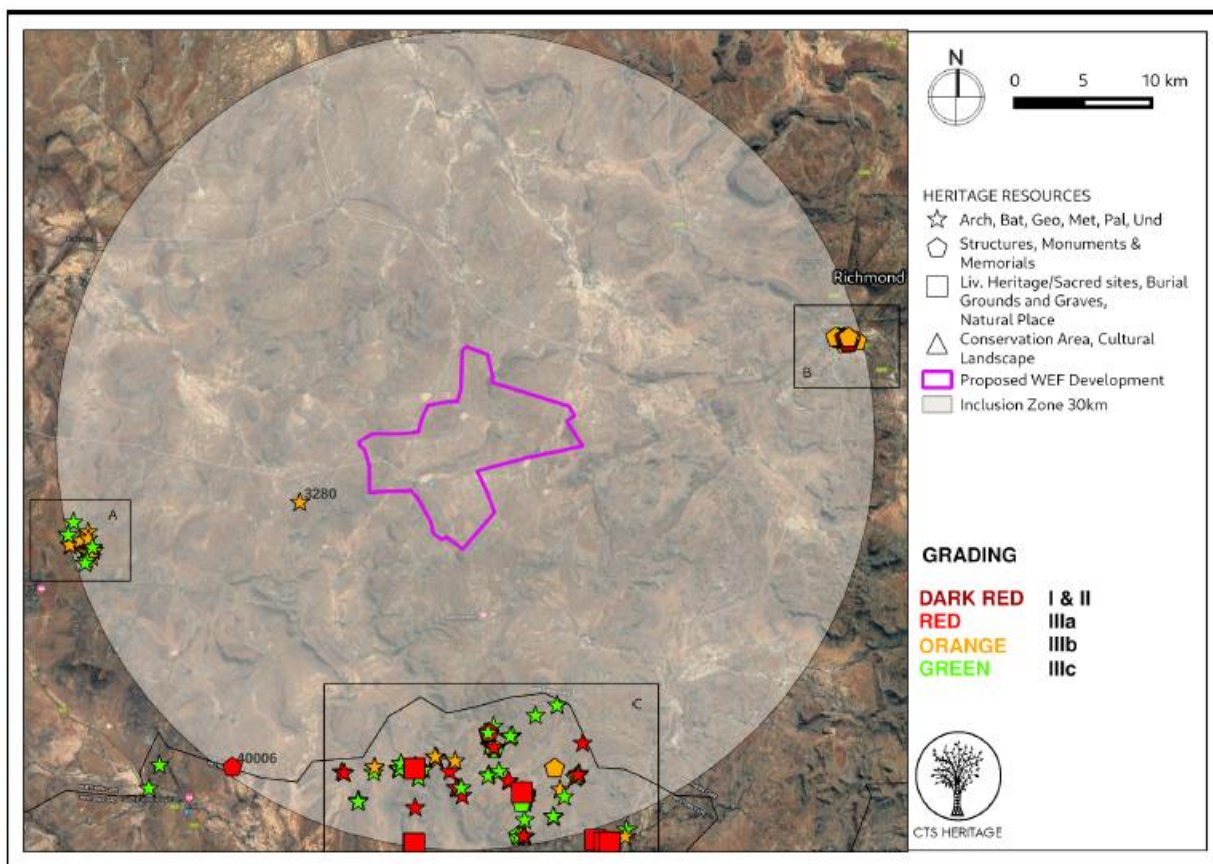 Richmond
B
3280
A
C
40006
N
0 5 10 km
HERITAGE RESOURCES
Arch, Bat, Geo, Met, Pal, Und
Structures, Monuments &
Memorials
Liv. Heritage/Sacred sites, Burial
Grounds and Graves,
Natural Place
Conservation Area, Cultural
Landscape
Proposed WEF Development
Inclusion Zone 30km
GRADING
DARK RED I & II
RED IIIa
ORANGE IIIb
GREEN IIIc
CTS HERITAGE